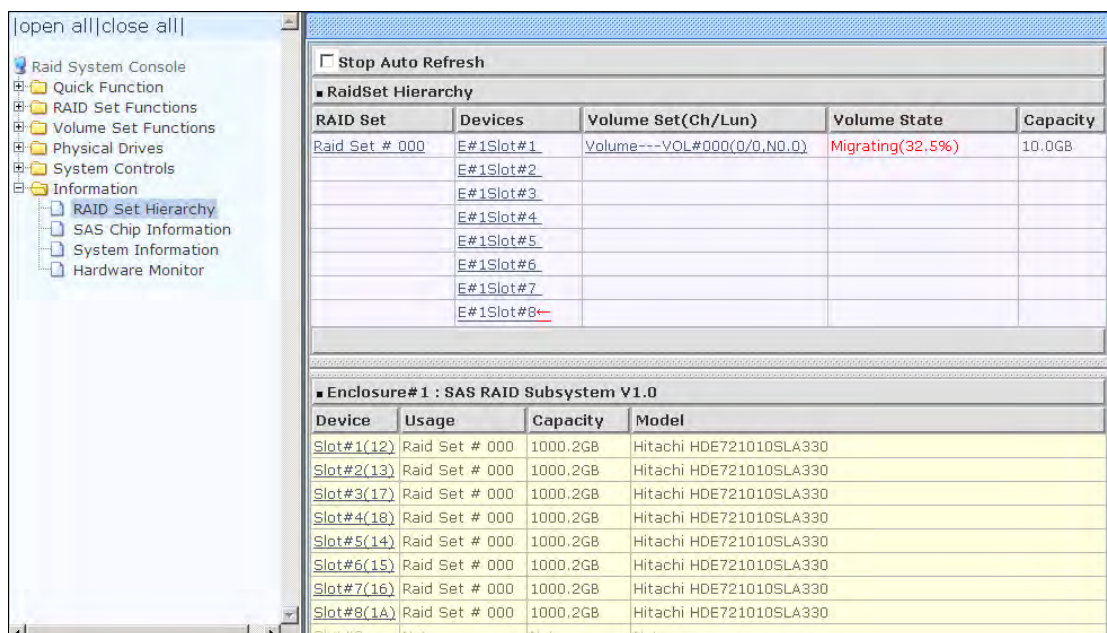 |open all|close all|
Raid System Console
Quick Function
RAID Set Functions
Volume Set Functions
Physical Drives
System Controls
Information
RAID Set Hierarchy
SAS Chip Information
System Information
Hardware Monitor
Stop Auto Refresh
RaidSet Hierarchy
RAID Set Devices Volume Set(Ch/Lun) Volume State Capacity
Raid Set # 000 E#1Slot#1 Volume---VOL#000(0/0,N0.0) Migrating(32.5%) 10.0GB
E#1Slot#2
E#1Slot#3
E#1Slot#4
E#1Slot#5
E#1Slot#6
E#1Slot#7
E#1Slot#8←
Enclosure#1 : SAS RAID Subsystem V1.0
Device Usage Capacity Model
Slot#1(12) Raid Set # 000 1000.2GB Hitachi HDE721010SLA330
Slot#2(13) Raid Set # 000 1000.2GB Hitachi HDE721010SLA330
Slot#3(17) Raid Set # 000 1000.2GB Hitachi HDE721010SLA330
Slot#4(18) Raid Set # 000 1000.2GB Hitachi HDE721010SLA330
Slot#5(14) Raid Set # 000 1000.2GB Hitachi HDE721010SLA330
Slot#6(15) Raid Set # 000 1000.2GB Hitachi HDE721010SLA330
Slot#7(16) Raid Set # 000 1000.2GB Hitachi HDE721010SLA330
Slot#8(1A) Raid Set # 000 1000.2GB Hitachi HDE721010SLA330